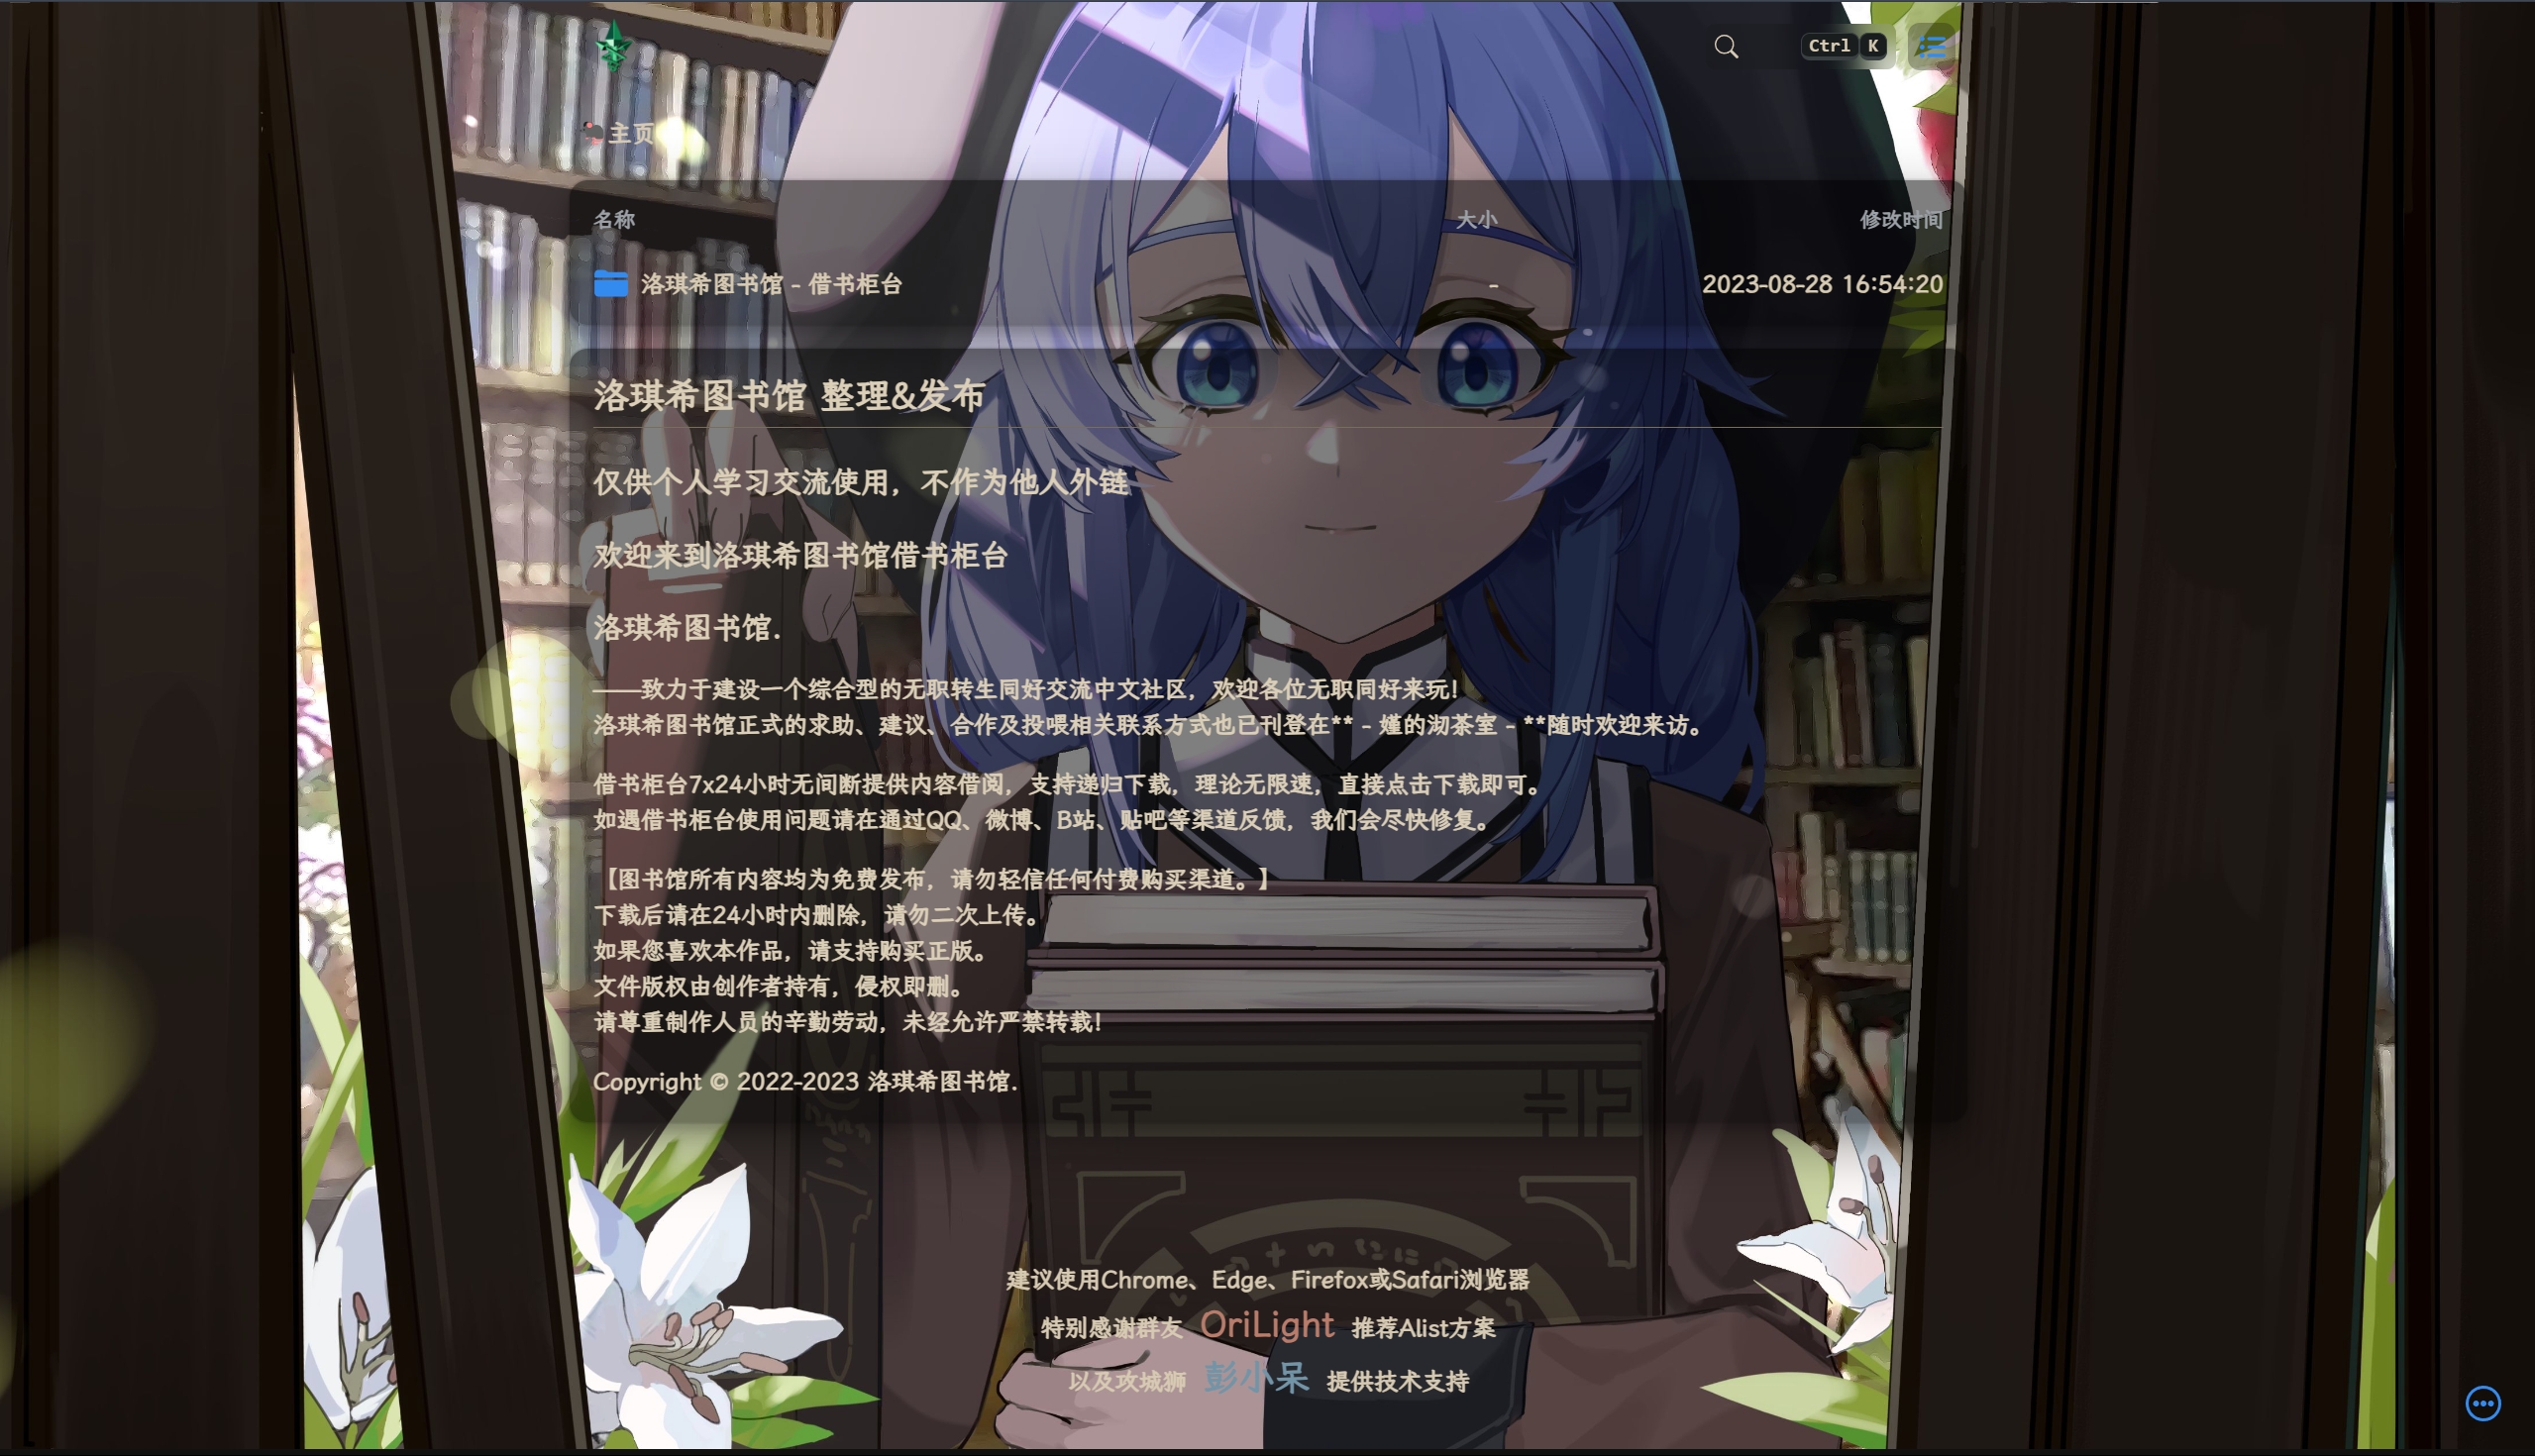 Ctrl K
主页
名称 大小 修改时间
洛琪希图书馆 - 借书柜台 - 2023-08-28 16:54:20
洛琪希图书馆 整理&发布
仅供个人学习交流使用，不作为他人外链
欢迎来到洛琪希图书馆借书柜台
洛琪希图书馆.
——致力于建设一个综合型的无职转生同好交流中文社区，欢迎各位无职同好来玩！
洛琪希图书馆正式的求助、建议、合作及投喂相关联系方式也已刊登在** - 嫤的沏茶室 - **随时欢迎来访。
借书柜台7x24小时无间断提供内容借阅，支持递归下载，理论无限速，直接点击下载即可。
如遇借书柜台使用问题请在通过QQ、微博、B站、贴吧等渠道反馈，我们会尽快修复。
【图书馆所有内容均为免费发布，请勿轻信任何付费购买渠道。】
下载后请在24小时内删除，请勿二次上传。
如果您喜欢本作品，请支持购买正版。
文件版权由创作者持有，侵权即删。
请尊重制作人员的辛勤劳动，未经允许严禁转载！
Copyright © 2022-2023 洛琪希图书馆.
建议使用Chrome、Edge、Firefox或Safari浏览器
特别感谢群友 OriLight 推荐Alist方案
以及攻城狮 彭小呆 提供技术支持